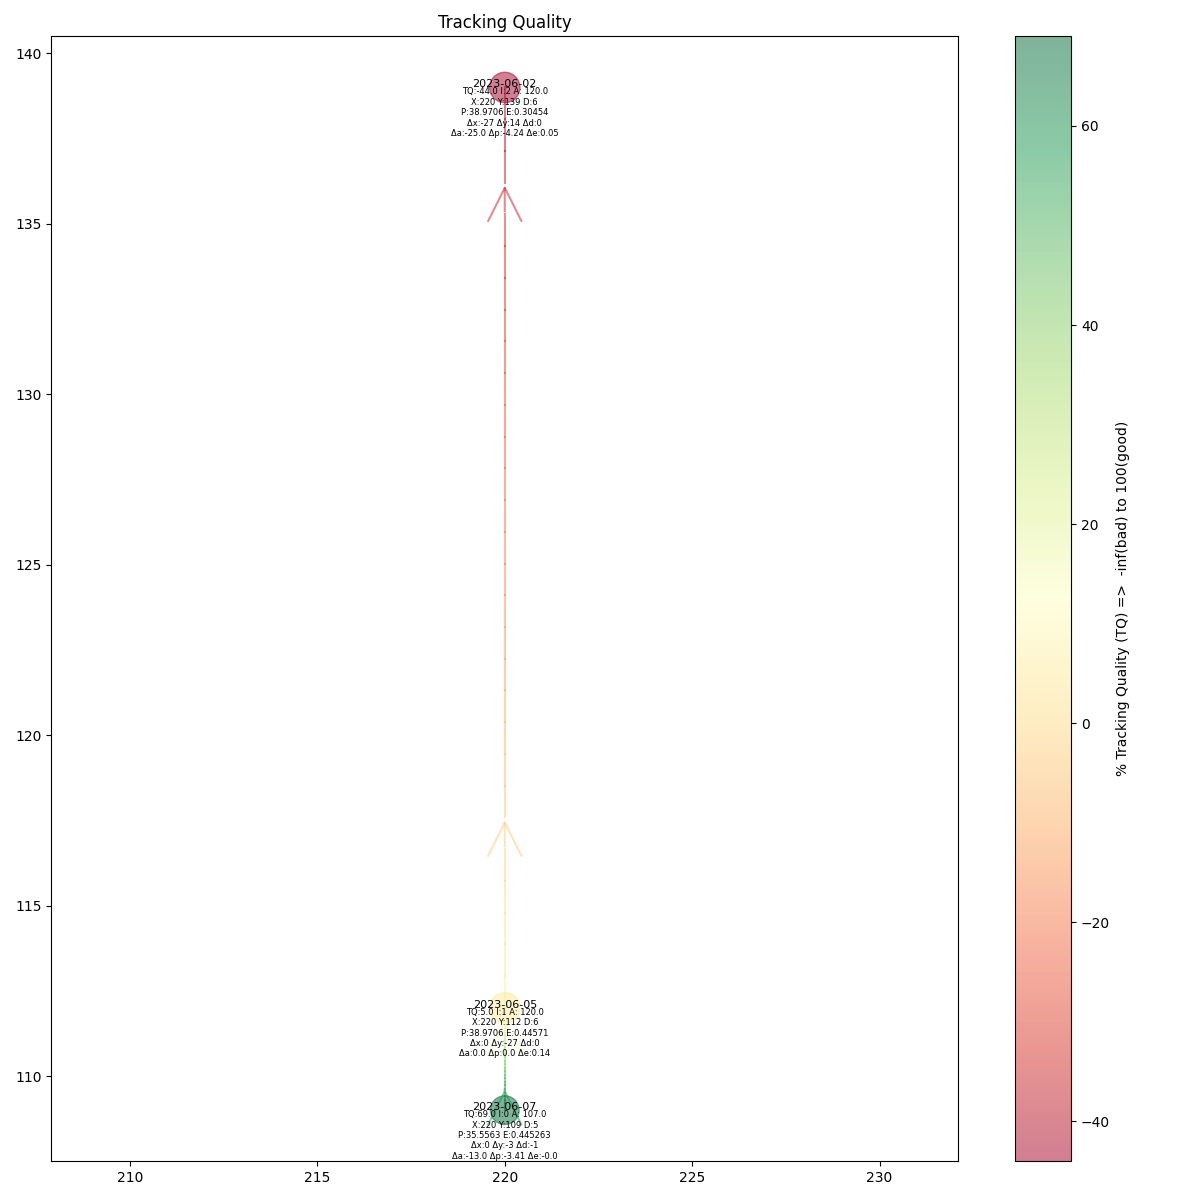 Tracking Quality
140
135
130
125
120
115
110
210
215
220
225
230
2023-06-02
TQ:-44.0 I:2 A: 120.0
X:220 Y:139 D:6
P:38.9706 E:0.30454
Δx:-27 Δy:14 Δd:0
Δa:-25.0 Δp:-4.24 Δe:0.05
2023-06-05
TQ:5.0 I:1 A: 120.0
X:220 Y:112 D:6
P:38.9706 E:0.44571
Δx:0 Δy:-27 Δd:0
Δa:0.0 Δp:0.0 Δe:0.14
2023-06-07
TQ:69.0 I:0 A: 107.0
X:220 Y:109 D:5
P:35.5563 E:0.445263
Δx:0 Δy:-3 Δd:-1
Δa:-13.0 Δp:-3.41 Δe:-0.0
60
40
20
0
−20
−40
% Tracking Quality (TQ) => -inf(bad) to 100(good)